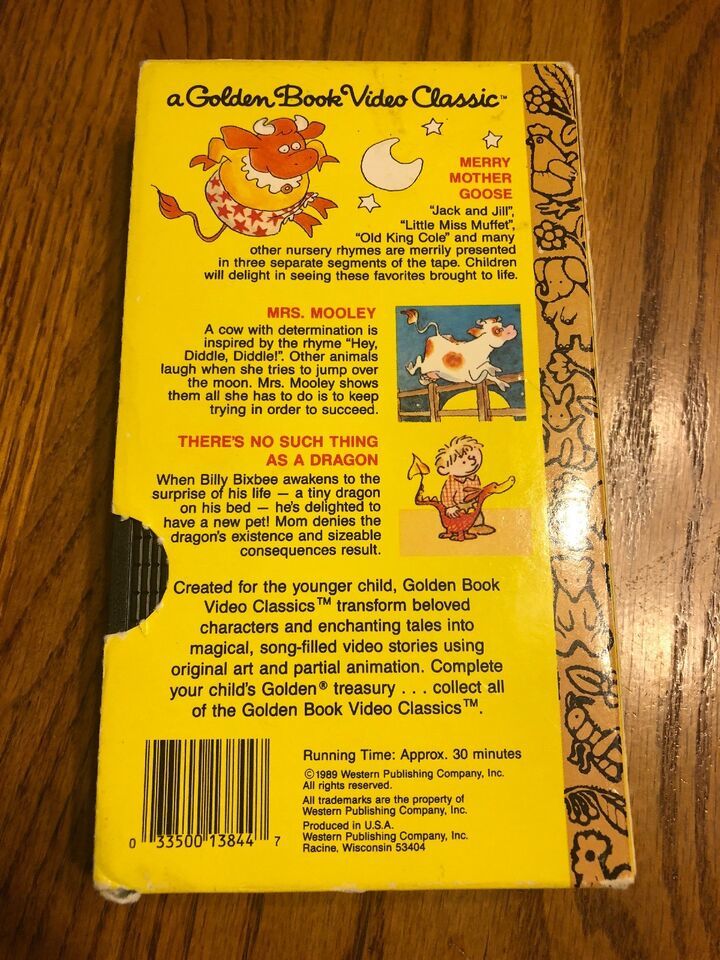 a Golden Book Video Classic™
MERRY
MOTHER
GOOSE
"Jack and Jill",
"Little Miss Muffet",
"Old King Cole" and many
other nursery rhymes are merrily presented
in three separate segments of the tape. Children
will delight in seeing these favorites brought to life.
MRS. MOOLEY
A cow with determination is
inspired by the rhyme "Hey,
Diddle, Diddle!". Other animals
laugh when she tries to jump over
the moon. Mrs. Mooley shows
them all she has to do is to keep
trying in order to succeed.
THERE'S NO SUCH THING
AS A DRAGON
When Billy Bixbee awakens to the
surprise of his life — a tiny dragon
on his bed — he's delighted to
have a new pet! Mom denies the
dragon's existence and sizeable
consequences result.
Created for the younger child, Golden Book
Video Classics™ transform beloved
characters and enchanting tales into
magical, song-filled video stories using
original art and partial animation. Complete
your child's Golden® treasury . . . collect all
of the Golden Book Video Classics™.
Running Time: Approx. 30 minutes
©1989 Western Publishing Company, Inc.
All rights reserved.
All trademarks are the property of
Western Publishing Company, Inc.
Produced in U.S.A.
Western Publishing Company, Inc.
Racine, Wisconsin 53404
0 33500 13844 7